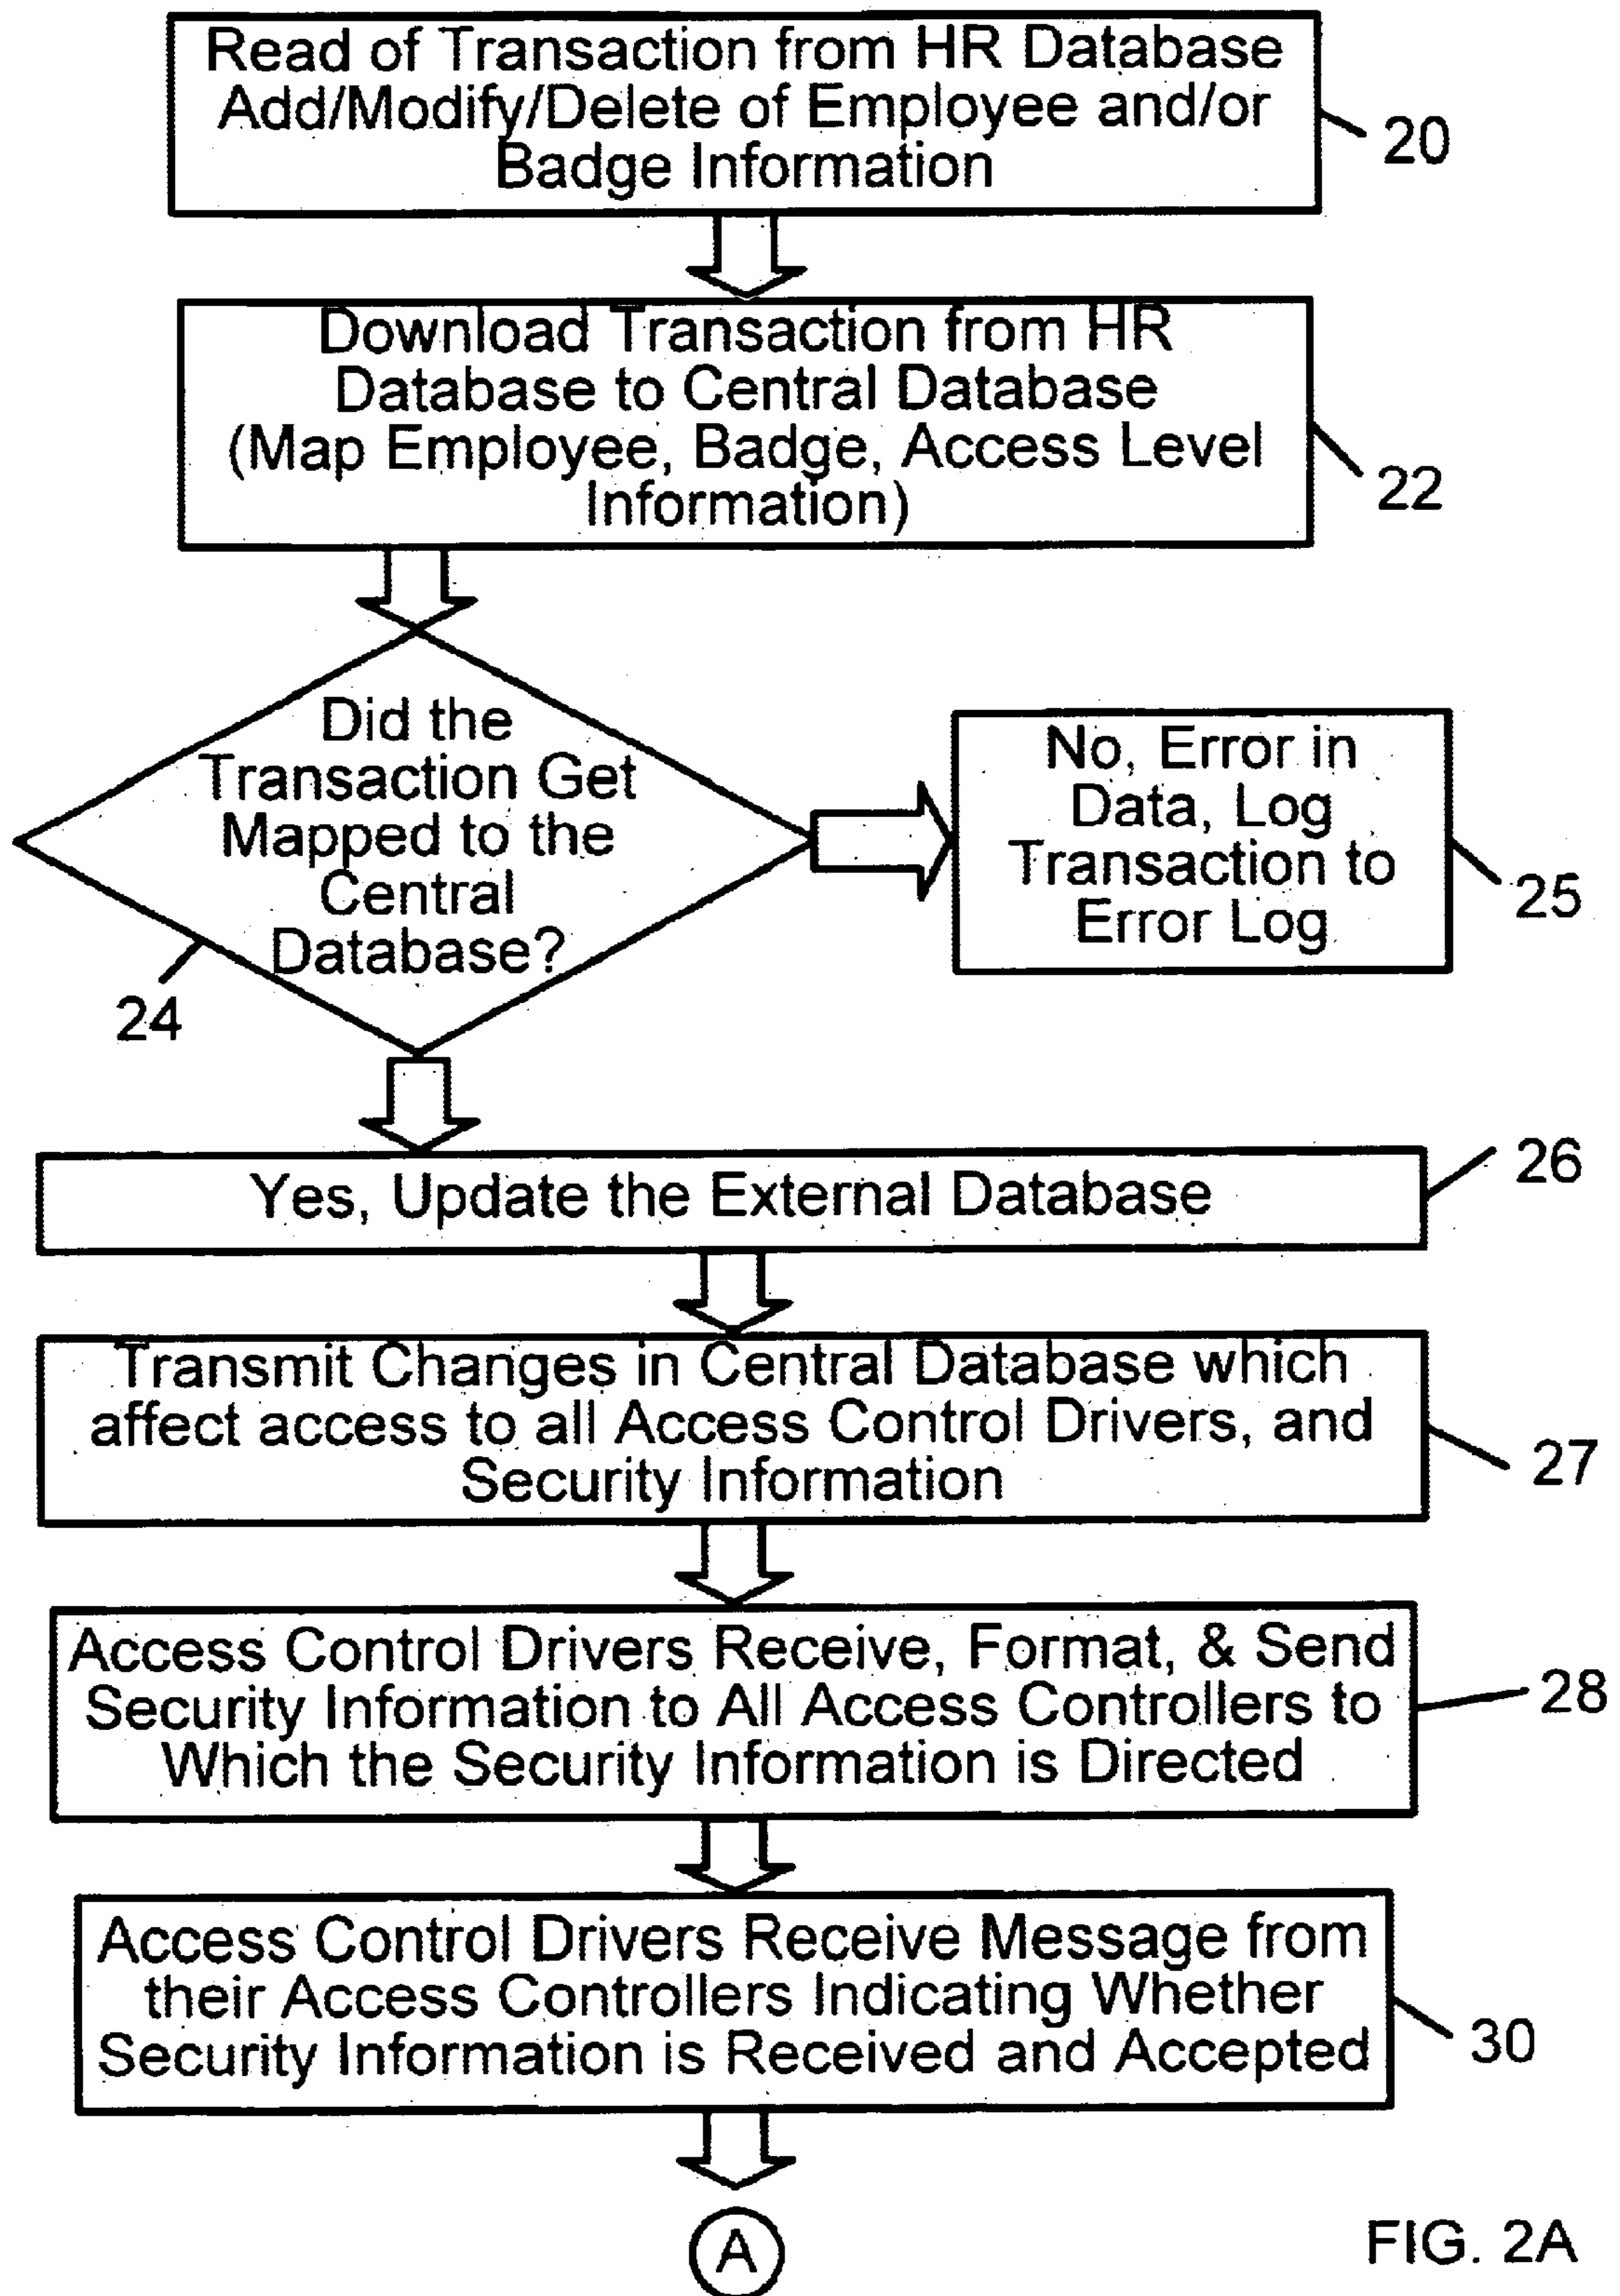 Read of Transaction from HR Database
Add/Modify/Delete of Employee and/or
Badge Information
20
Download Transaction from HR
Database to Central Database
(Map Employee, Badge, Access Level
Information)
22
Did the
Transaction Get
Mapped to the
Central
Database?
24
No, Error in
Data, Log
Transaction to
Error Log
25
Yes, Update the External Database
26
Transmit Changes in Central Database which
affect access to all Access Control Drivers, and
Security Information
27
Access Control Drivers Receive, Format, & Send
Security Information to All Access Controllers to
Which the Security Information is Directed
28
Access Control Drivers Receive Message from
their Access Controllers Indicating Whether
Security Information is Received and Accepted
30
A
FIG. 2A